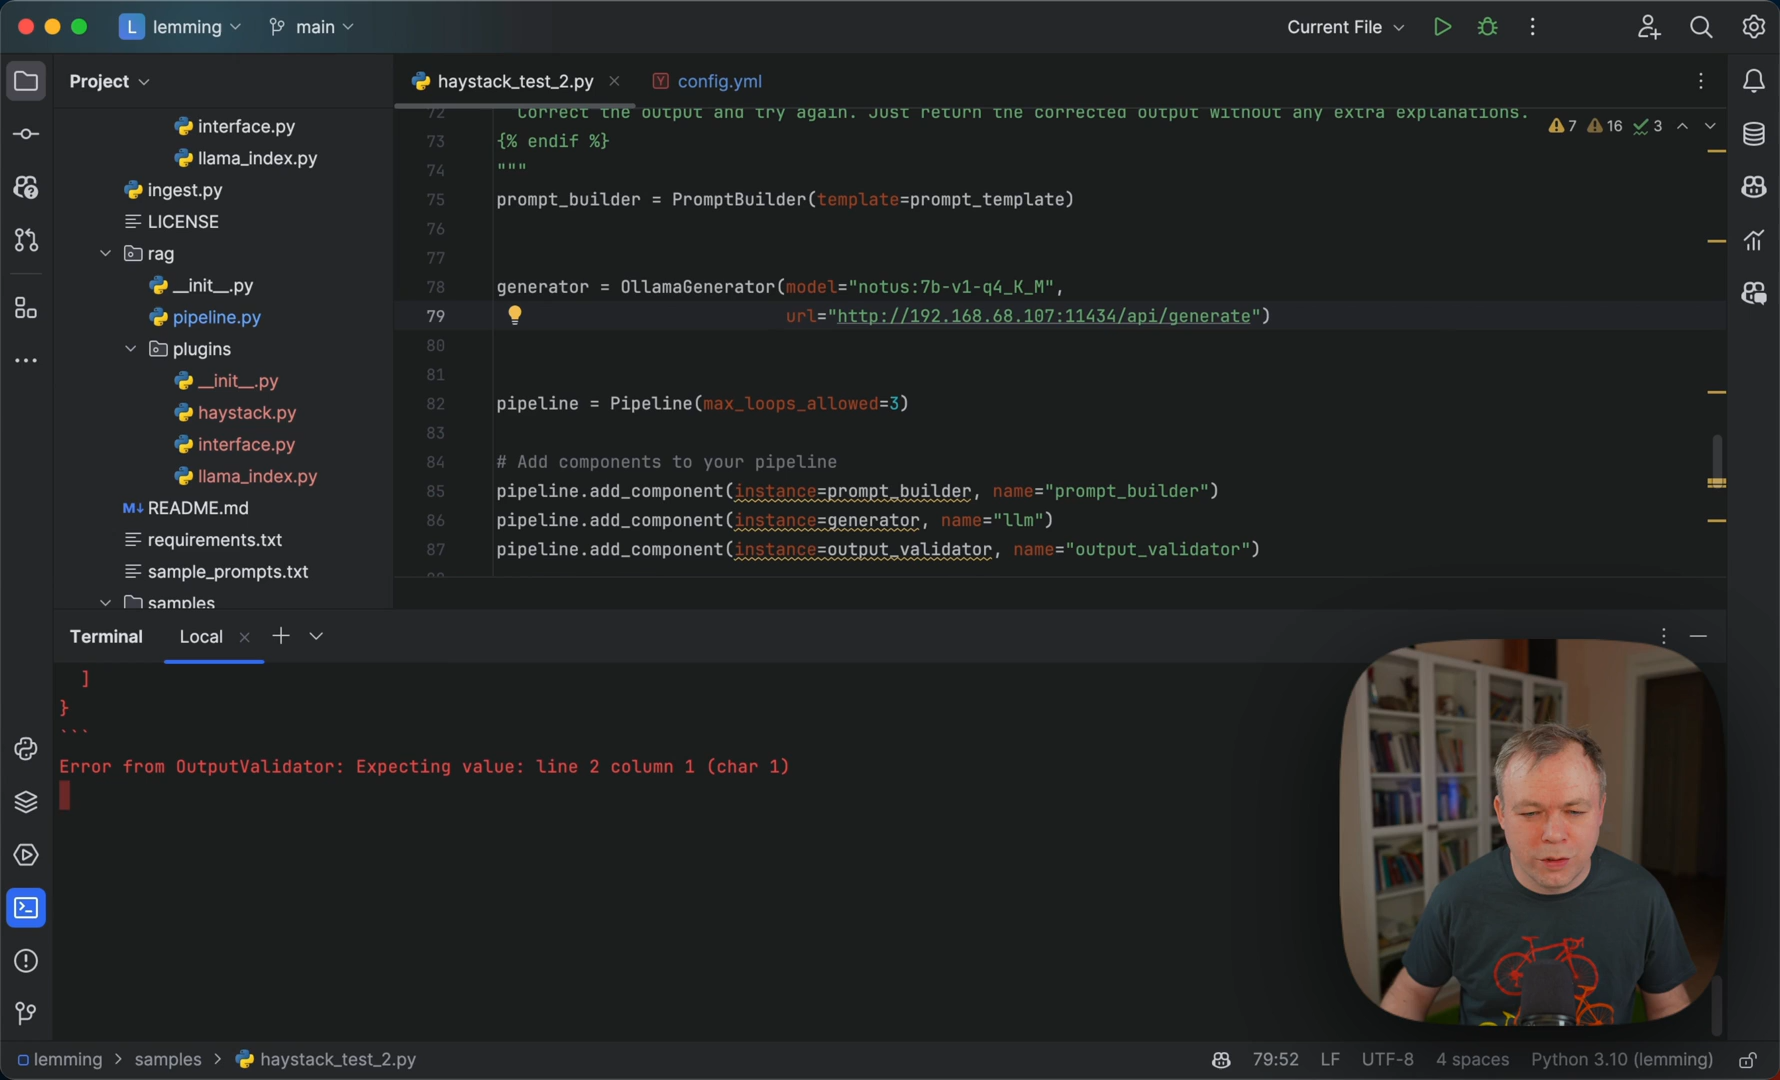 L lemming main Current File
Project haystack_test_2.py config.yml
interface.py
llama_index.py
ingest.py
LICENSE
rag
__init__.py
pipeline.py
plugins
__init__.py
haystack.py
interface.py
llama_index.py
M↓ README.md
requirements.txt
sample_prompts.txt
samples
7 16 3
72 Correct the output and try again. Just return the corrected output without any extra explanations.
73 {% endif %}
74 """
75 prompt_builder = PromptBuilder(template=prompt_template)
76
77
78 generator = OllamaGenerator(model="notus:7b-v1-q4_K_M",
79 url="http://192.168.68.107:11434/api/generate")
80
81
82 pipeline = Pipeline(max_loops_allowed=3)
83
84 # Add components to your pipeline
85 pipeline.add_component(instance=prompt_builder, name="prompt_builder")
86 pipeline.add_component(instance=generator, name="llm")
87 pipeline.add_component(instance=output_validator, name="output_validator")
Terminal Local
]
}
```
Error from OutputValidator: Expecting value: line 2 column 1 (char 1)
lemming > samples > haystack_test_2.py 79:52 LF UTF-8 4 spaces Python 3.10 (lemming)